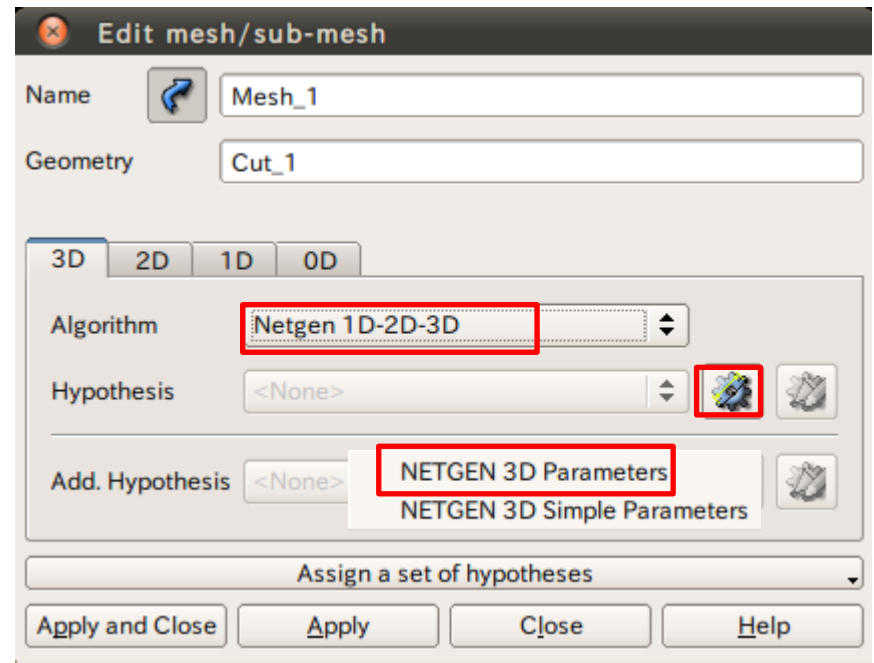 Edit mesh/sub-mesh
Name
Mesh_1
Geometry
Cut_1
3D 2D 1D 0D
Algorithm
Netgen 1D-2D-3D
Hypothesis
<None>
Add. Hypothesis
<None>
NETGEN 3D Parameters
NETGEN 3D Simple Parameters
Assign a set of hypotheses
Apply and Close Apply Close Help